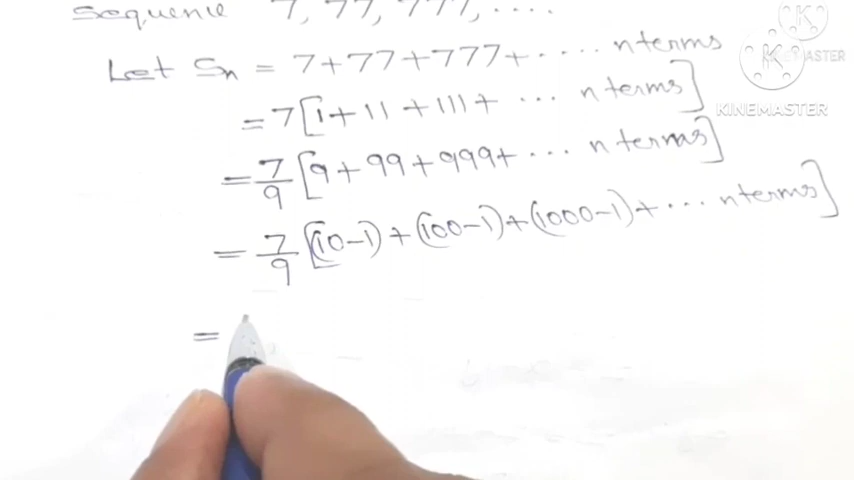 Sequence 7, 77, 777, ....
Let Sn = 7+77+777+ .... n terms
= 7[1+11+111+ ... n terms]
= 7/9 [9+99+999+ ... n terms]
= 7/9 [(10-1)+(100-1)+(1000-1)+ ... n terms]
=
KINEMASTER
KINEMASTER